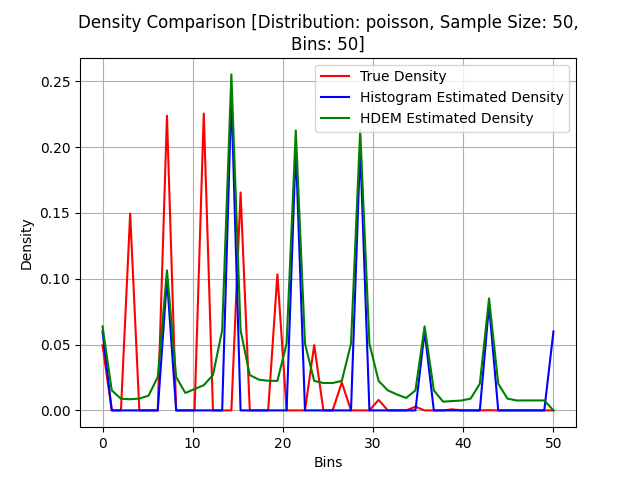 Density Comparison [Distribution: poisson, Sample Size: 50,
Bins: 50]
True Density
Histogram Estimated Density
HDEM Estimated Density
Density
0.25
0.20
0.15
0.10
0.05
0.00
0 10 20 30 40 50
Bins